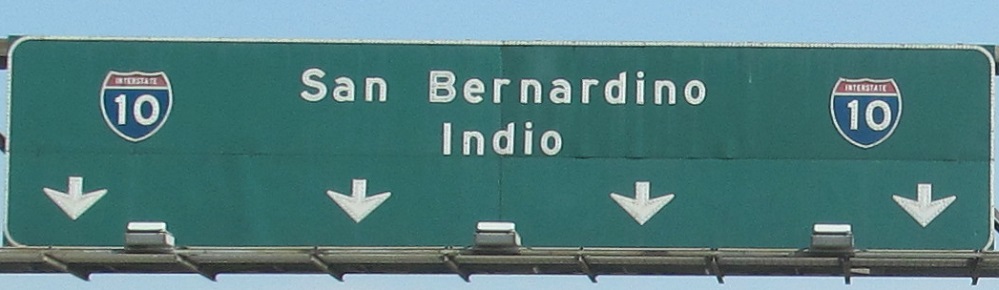 San Bernardino
Indio
INTERSTATE
10
INTERSTATE
10